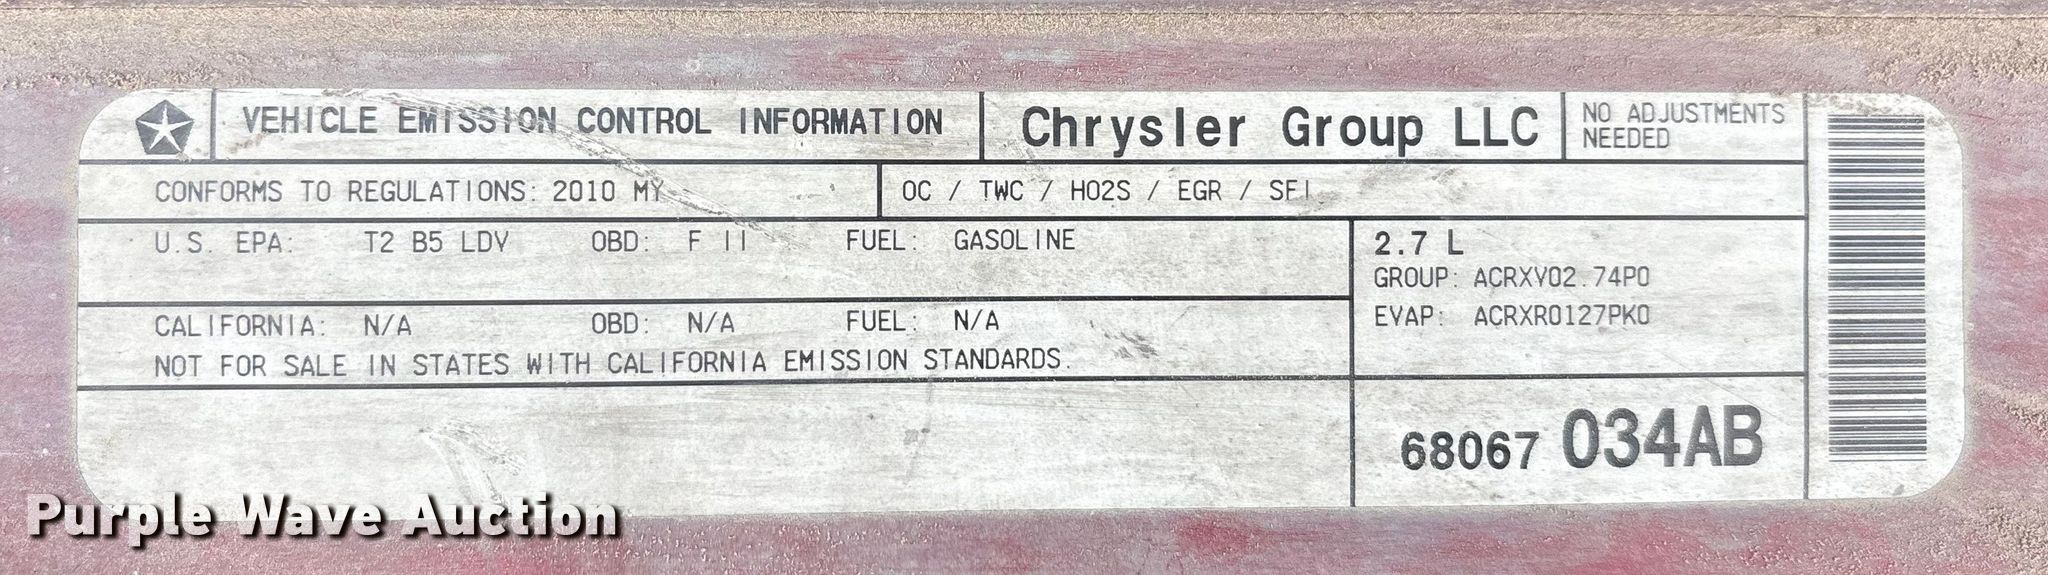 VEHICLE EMISSION CONTROL INFORMATION
Chrysler Group LLC
NO ADJUSTMENTS
NEEDED
CONFORMS TO REGULATIONS: 2010 MY
OC / TWC / HO2S / EGR / SFI
U.S. EPA: T2 B5 LDV OBD: F II FUEL: GASOLINE
2.7 L
GROUP: ACRXV02.74P0
EVAP: ACRXR0127PK0
CALIFORNIA: N/A OBD: N/A FUEL: N/A
NOT FOR SALE IN STATES WITH CALIFORNIA EMISSION STANDARDS.
68067 034AB
Purple Wave Auction